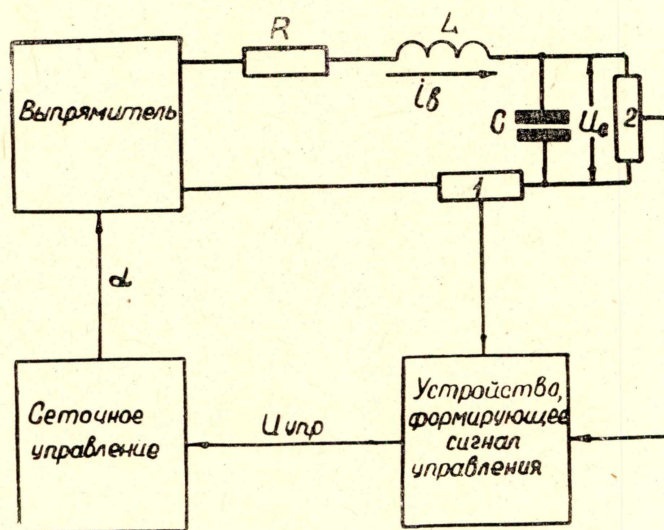 R
L
Выпрямитель
iв
C
Uc
2
1
α
Сеточное
управление
Uупр
Устройство,
формирующее
сигнал
управления